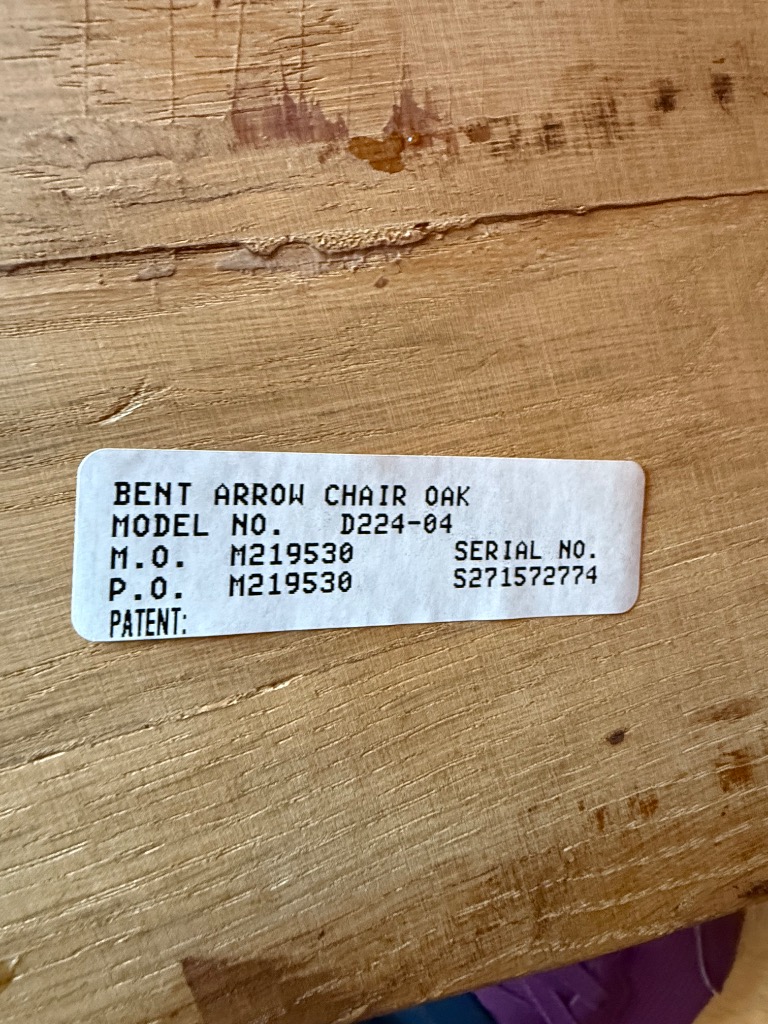 BENT ARROW CHAIR OAK
MODEL NO. D224-04
M.O. M219530 SERIAL NO.
P.O. M219530 S271572774
PATENT: